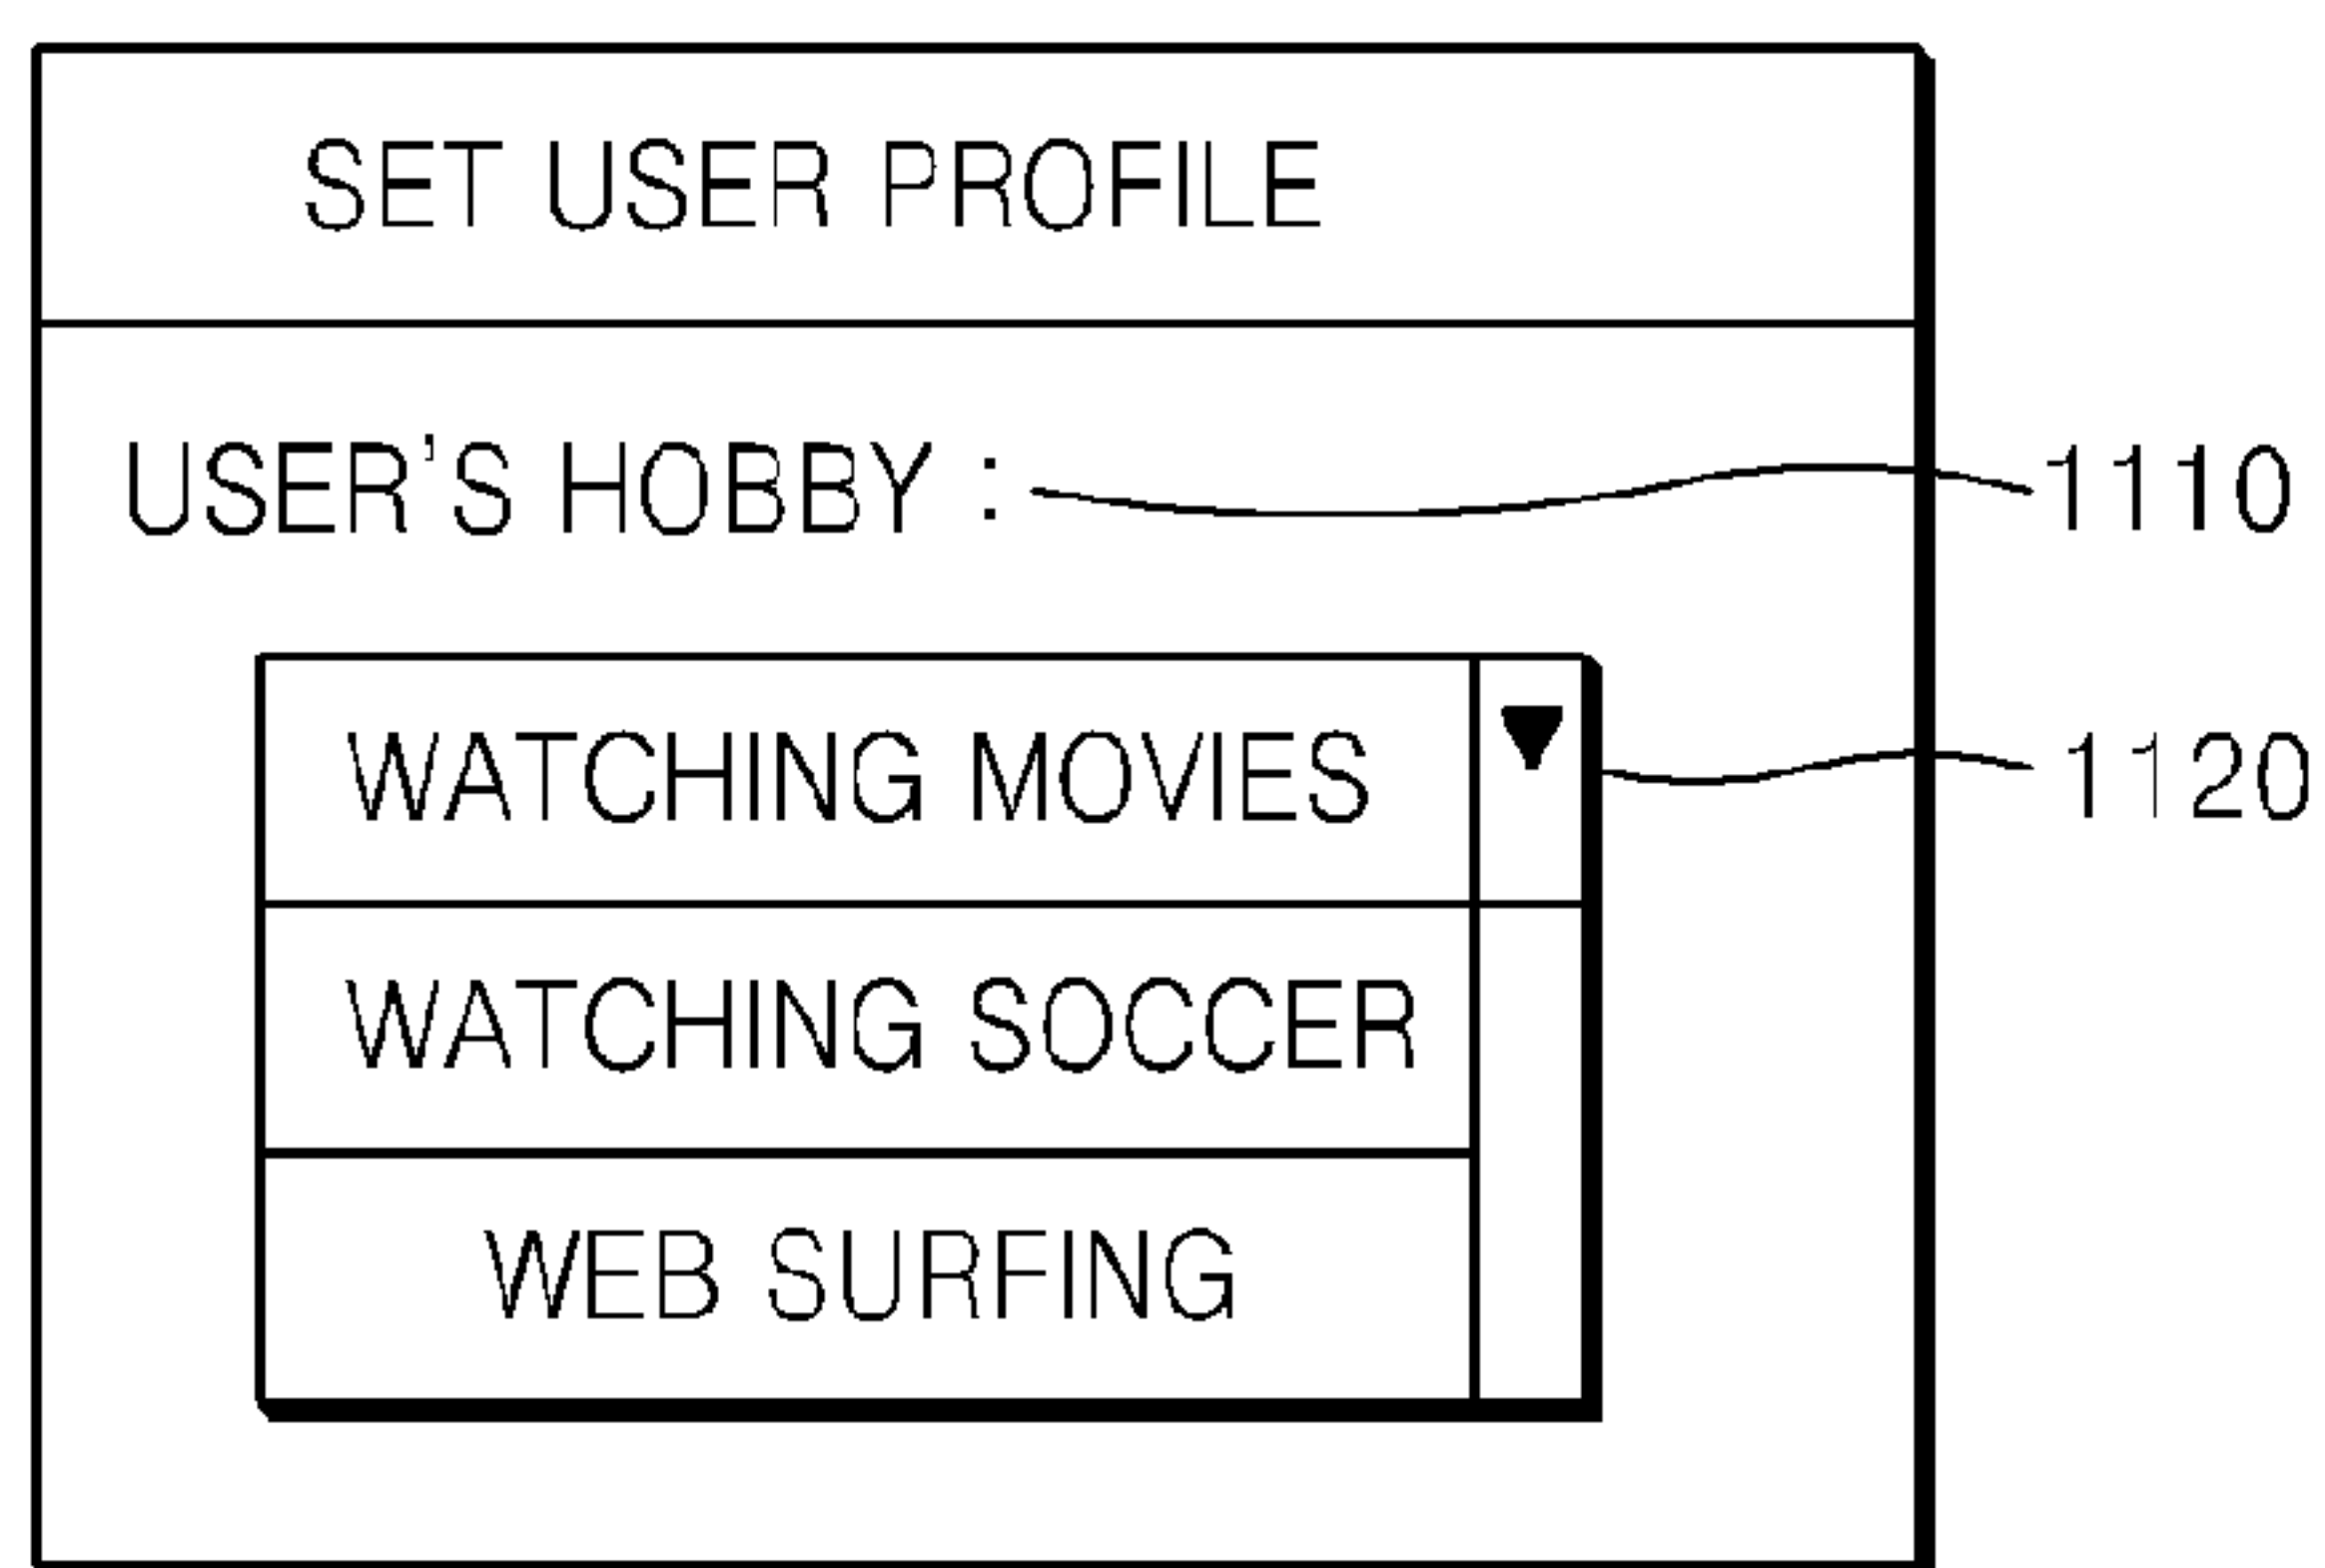 SET USER PROFILE
USER'S HOBBY :
1110
WATCHING MOVIES
1120
WATCHING SOCCER
WEB SURFING